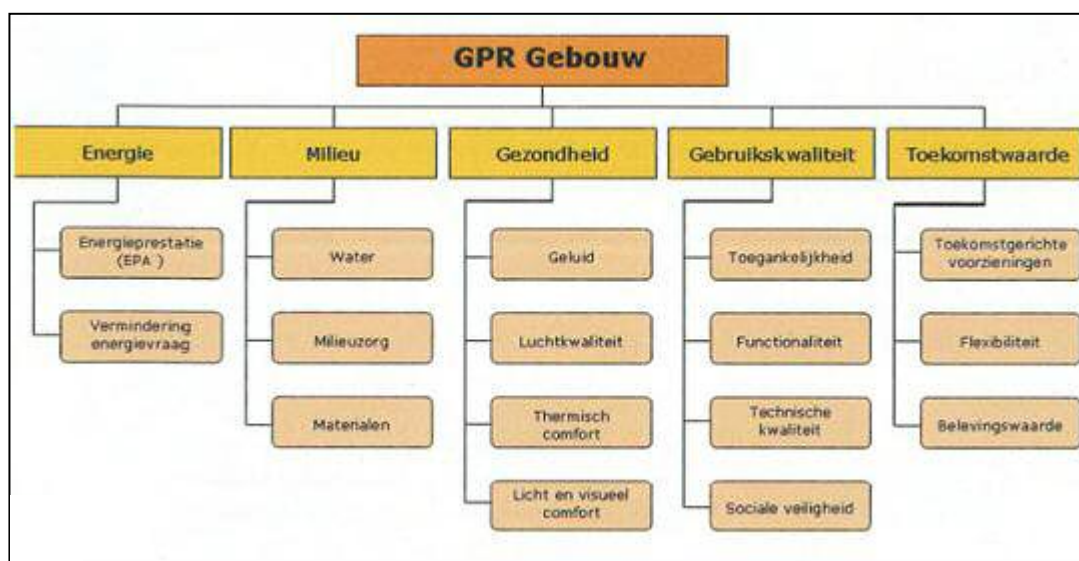 GPR Gebouw
Energie
Milieu
Gezondheid
Gebruikskwaliteit
Toekomstwaarde
Energieprestatie
(EPA )
Vermindering
energievraag
Water
Milieuzorg
Materialen
Geluid
Luchtkwaliteit
Thermisch
comfort
Licht en visueel
comfort
Toegankelijkheid
Functionaliteit
Technische
kwaliteit
Sociale veiligheid
Toekomstgerichte
voorzieningen
Flexibiliteit
Belevingswaarde